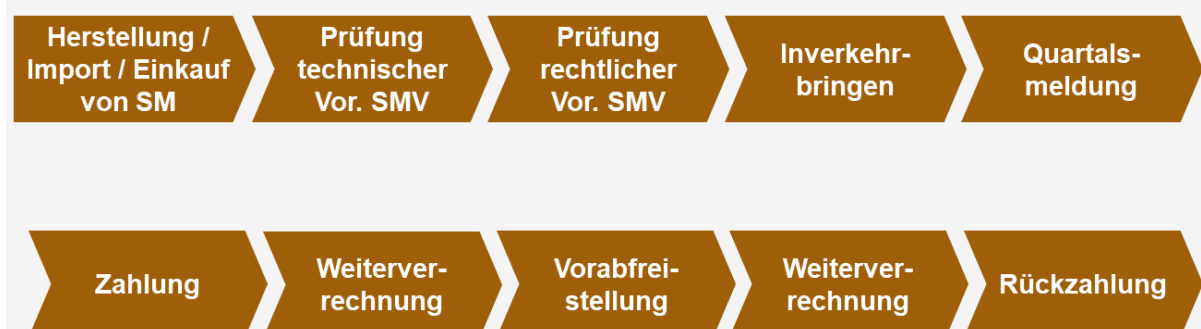 Herstellung /
Import / Einkauf
von SM
Prüfung
technischer
Vor. SMV
Prüfung
rechtlicher
Vor. SMV
Inverkehr-
bringen
Quartals-
meldung
Zahlung
Weiterver-
rechnung
Vorabfrei-
stellung
Weiterver-
rechnung
Rückzahlung